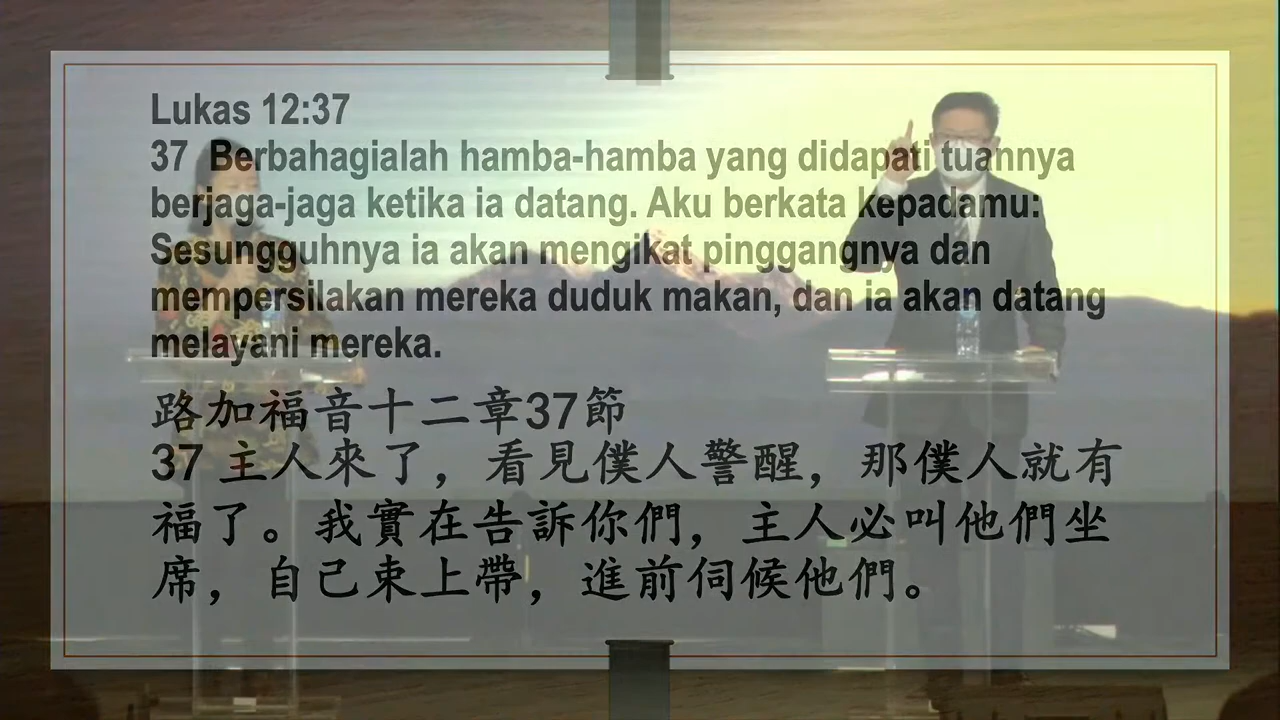 Lukas 12:37
37 Berbahagialah hamba-hamba yang didapati tuannya
berjaga-jaga ketika ia datang. Aku berkata kepadamu:
Sesungguhnya ia akan mengikat pinggangnya dan
mempersilakan mereka duduk makan, dan ia akan datang
melayani mereka.
路加福音十二章37節
37 主人來了，看見僕人警醒，那僕人就有
福了。我實在告訴你們，主人必叫他們坐
席，自己束上帶，進前伺候他們。